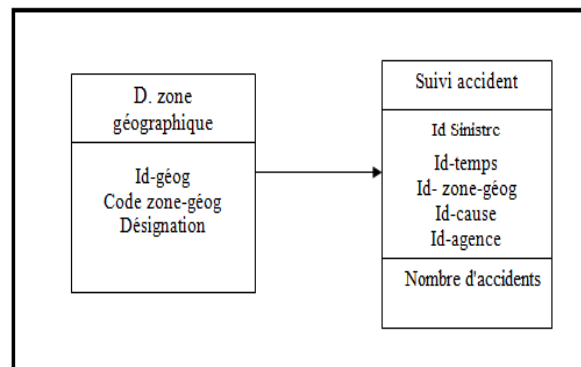 D. zone
géographique
Id-géog
Code zone-géog
Désignation
Suivi accident
Id Sinistre
Id-temps
Id- zone-géog
Id-cause
Id-agence
Nombre d'accidents